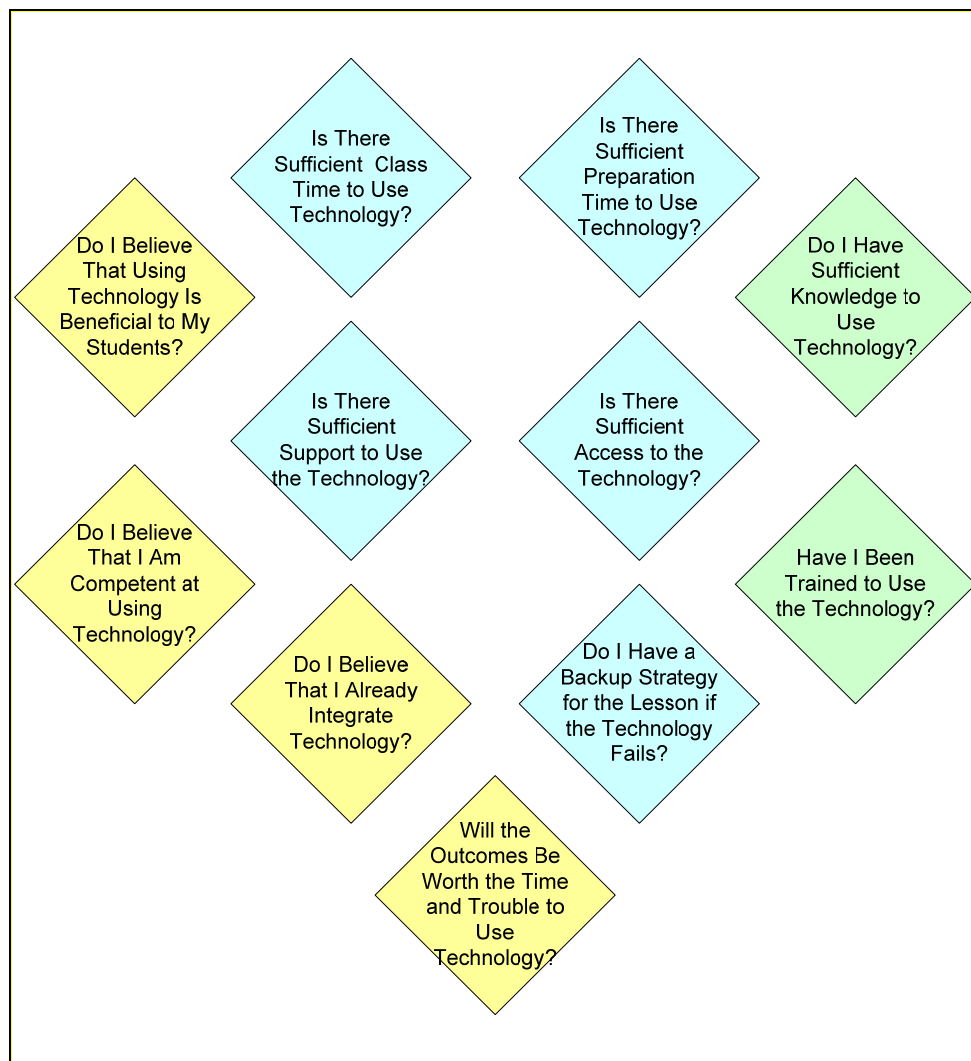 Is There
Sufficient  Class
Time to Use
Technology?
Is There
Sufficient
Preparation
Time to Use
Technology?
Do I Believe
That Using
Technology Is
Beneficial to My
Students?
Do I Have
Sufficient
Knowledge to
Use
Technology?
Is There
Sufficient
Support to Use
the Technology?
Is There
Sufficient
Access to the
Technology?
Do I Believe
That I Am
Competent at
Using
Technology?
Have I Been
Trained to Use
the Technology?
Do I Believe
That I Already
Integrate
Technology?
Do I Have a
Backup Strategy
for the Lesson if
the Technology
Fails?
Will the
Outcomes Be
Worth the Time
and Trouble to
Use
Technology?